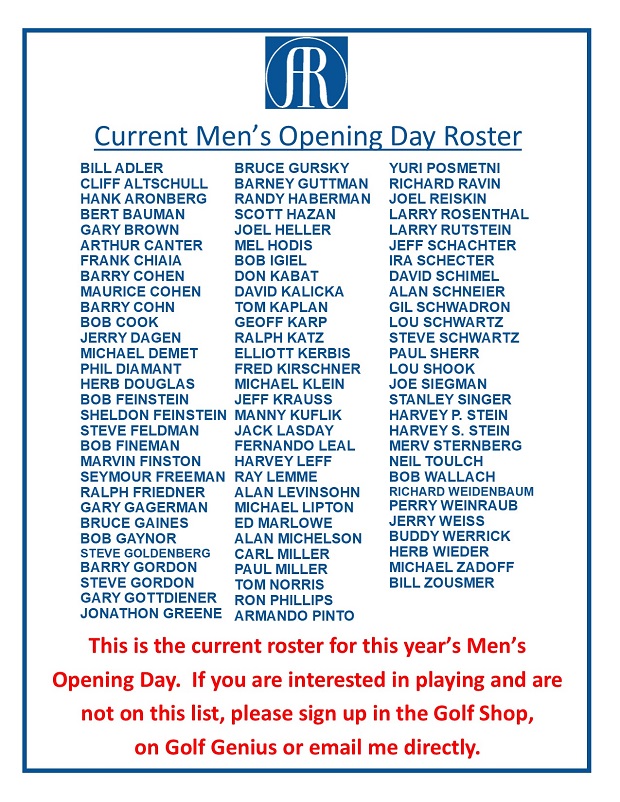 AR
Current Men's Opening Day Roster
BILL ADLER
CLIFF ALTSCHULL
HANK ARONBERG
BERT BAUMAN
GARY BROWN
ARTHUR CANTER
FRANK CHIAIA
BARRY COHEN
MAURICE COHEN
BARRY COHN
BOB COOK
JERRY DAGEN
MICHAEL DEMET
PHIL DIAMANT
HERB DOUGLAS
BOB FEINSTEIN
SHELDON FEINSTEIN
STEVE FELDMAN
BOB FINEMAN
MARVIN FINSTON
SEYMOUR FREEMAN
RALPH FRIEDNER
GARY GAGERMAN
BRUCE GAINES
BOB GAYNOR
STEVE GOLDENBERG
BARRY GORDON
STEVE GORDON
GARY GOTTDIENER
JONATHON GREENE
BRUCE GURSKY
BARNEY GUTTMAN
RANDY HABERMAN
SCOTT HAZAN
JOEL HELLER
MEL HODIS
BOB IGIEL
DON KABAT
DAVID KALICKA
TOM KAPLAN
GEOFF KARP
RALPH KATZ
ELLIOTT KERBIS
FRED KIRSCHNER
MICHAEL KLEIN
JEFF KRAUSS
MANNY KUFLIK
JACK LASDAY
FERNANDO LEAL
HARVEY LEFF
RAY LEMME
ALAN LEVINSOHN
MICHAEL LIPTON
ED MARLOWE
ALAN MICHELSON
CARL MILLER
PAUL MILLER
TOM NORRIS
RON PHILLIPS
ARMANDO PINTO
YURI POSMETNI
RICHARD RAVIN
JOEL REISKIN
LARRY ROSENTHAL
LARRY RUTSTEIN
JEFF SCHACHTER
IRA SCHECTER
DAVID SCHIMEL
ALAN SCHNEIER
GIL SCHWADRON
LOU SCHWARTZ
STEVE SCHWARTZ
PAUL SHERR
LOU SHOOK
JOE SIEGMAN
STANLEY SINGER
HARVEY P. STEIN
HARVEY S. STEIN
MERV STERNBERG
NEIL TOULCH
BOB WALLACH
RICHARD WEIDENBAUM
PERRY WEINRAUB
JERRY WEISS
BUDDY WERRICK
HERB WIEDER
MICHAEL ZADOFF
BILL ZOUSMER
This is the current roster for this year's Men's
Opening Day.  If you are interested in playing and are
not on this list, please sign up in the Golf Shop,
on Golf Genius or email me directly.